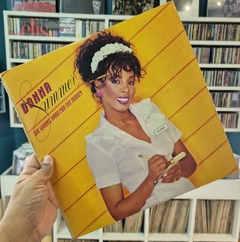 DONNA
Summer
SHE WORKS HARD FOR THE MONEY